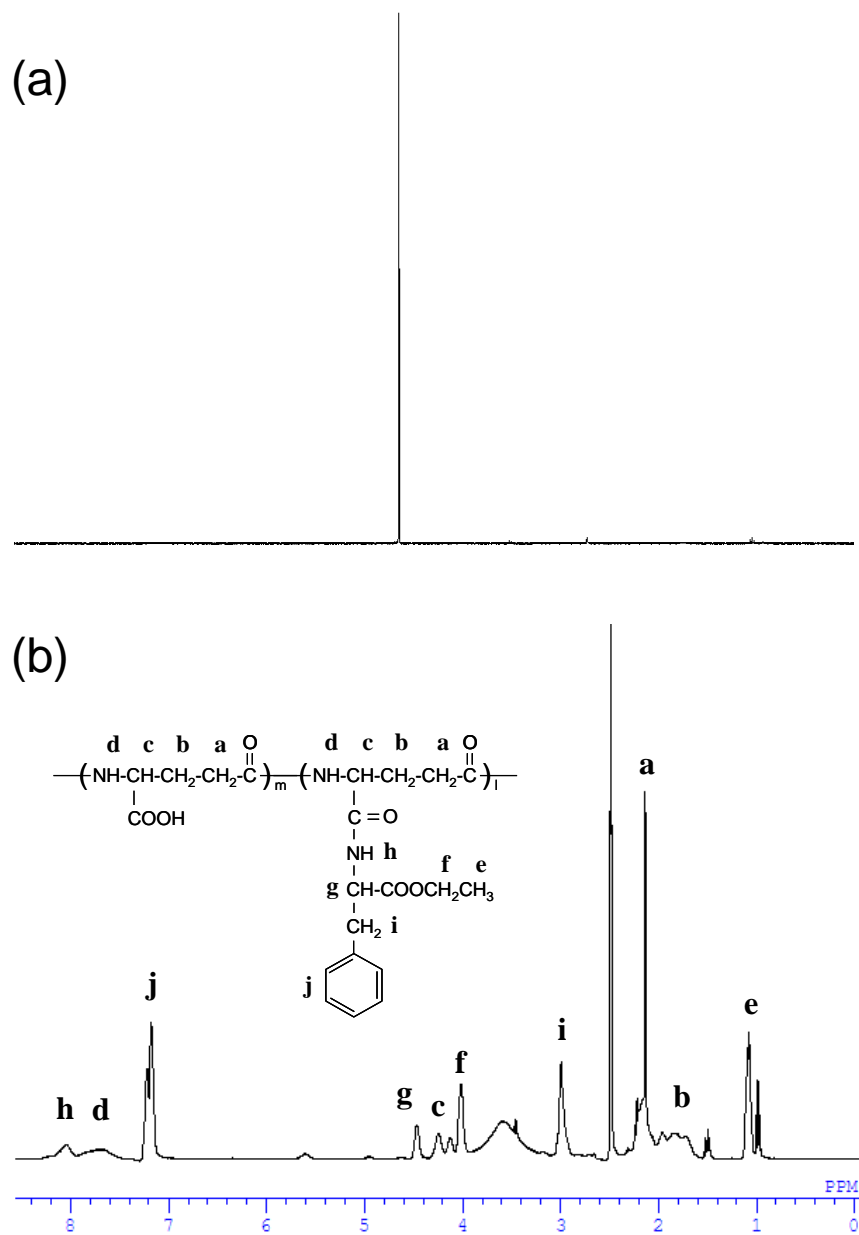 (a)
(b)
d c b a O d c b a O
(NH-CH-CH2-CH2-C)m (NH-CH-CH2-CH2-C)l
COOH C=O
NH h f e
g CH-COOCH2CH3
CH2 i
j
a
j
e
i
f
b
h d g c
PPM
8 7 6 5 4 3 2 1 0